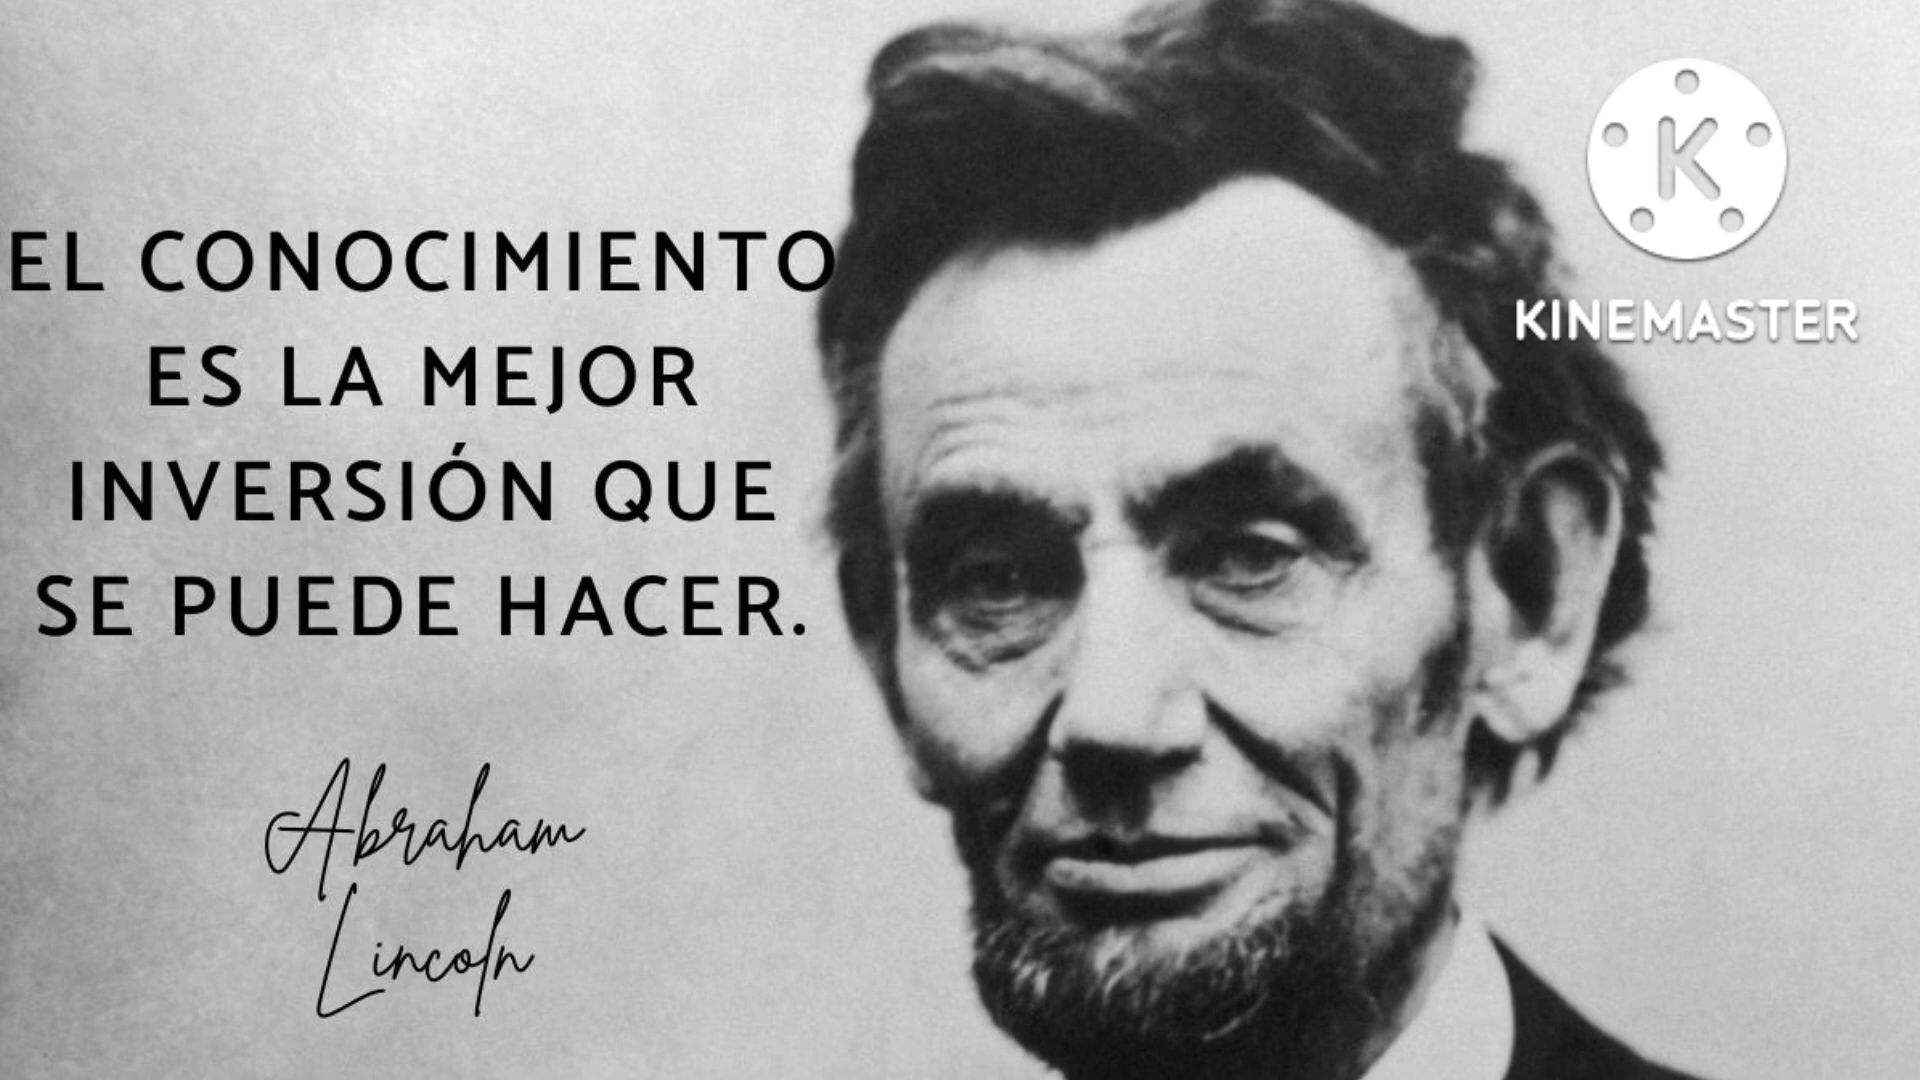 EL CONOCIMIENTO
ES LA MEJOR
INVERSIÓN QUE
SE PUEDE HACER.
Abraham
Lincoln
K
KINEMASTER